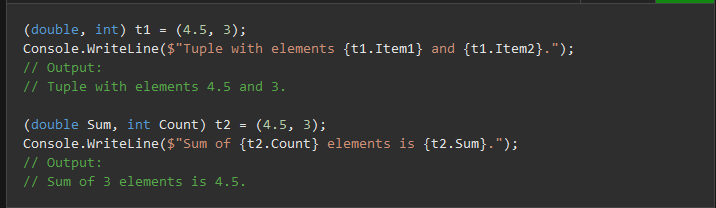 (double, int) t1 = (4.5, 3);
Console.WriteLine($"Tuple with elements {t1.Item1} and {t1.Item2}.");
// Output:
// Tuple with elements 4.5 and 3.
(double Sum, int Count) t2 = (4.5, 3);
Console.WriteLine($"Sum of {t2.Count} elements is {t2.Sum}.");
// Output:
// Sum of 3 elements is 4.5.